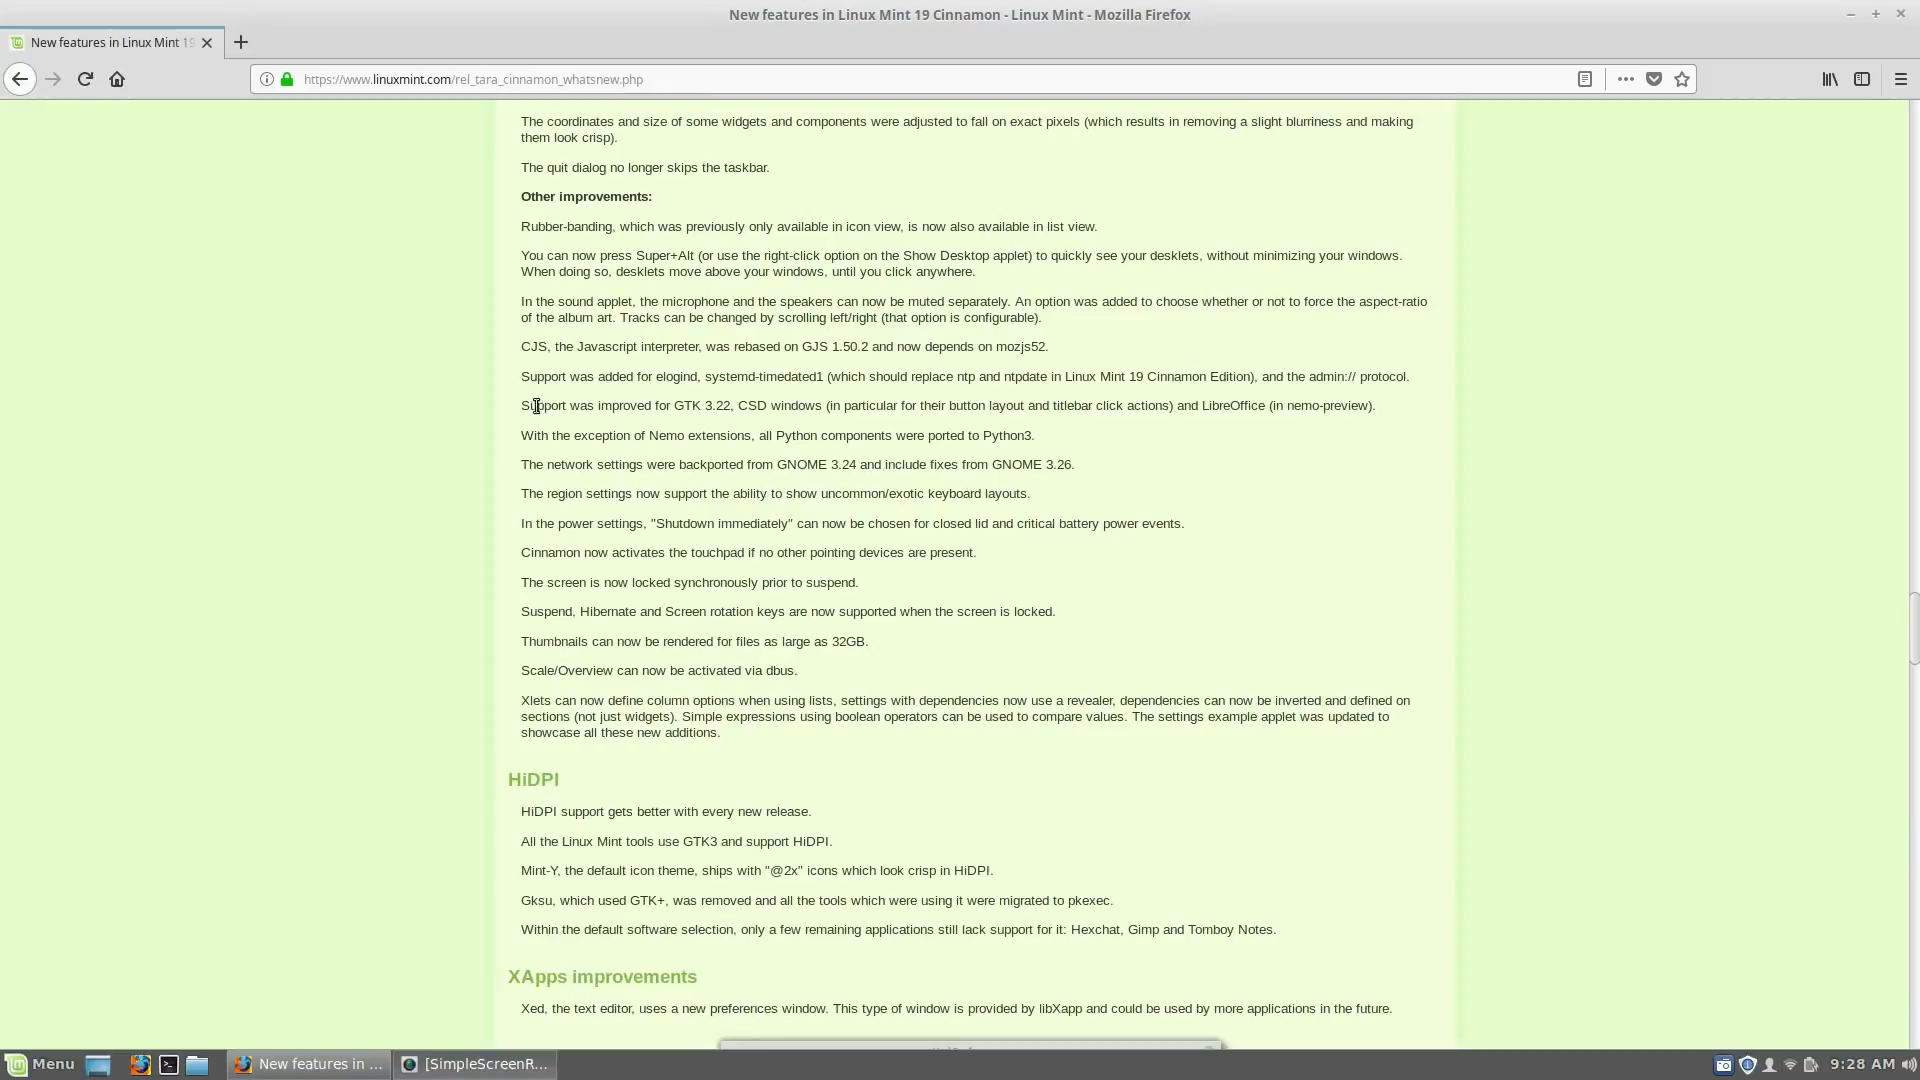 New features in Linux Mint 19 Cinnamon - Linux Mint - Mozilla Firefox
New features in Linux Mint 19
https://www.linuxmint.com/rel_tara_cinnamon_whatsnew.php
The coordinates and size of some widgets and components were adjusted to fall on exact pixels (which results in removing a slight blurriness and making
them look crisp).
The quit dialog no longer skips the taskbar.
Other improvements:
Rubber-banding, which was previously only available in icon view, is now also available in list view.
You can now press Super+Alt (or use the right-click option on the Show Desktop applet) to quickly see your desklets, without minimizing your windows.
When doing so, desklets move above your windows, until you click anywhere.
In the sound applet, the microphone and the speakers can now be muted separately. An option was added to choose whether or not to force the aspect-ratio
of the album art. Tracks can be changed by scrolling left/right (that option is configurable).
CJS, the Javascript interpreter, was rebased on GJS 1.50.2 and now depends on mozjs52.
Support was added for elogind, systemd-timedated1 (which should replace ntp and ntpdate in Linux Mint 19 Cinnamon Edition), and the admin:// protocol.
Support was improved for GTK 3.22, CSD windows (in particular for their button layout and titlebar click actions) and LibreOffice (in nemo-preview).
With the exception of Nemo extensions, all Python components were ported to Python3.
The network settings were backported from GNOME 3.24 and include fixes from GNOME 3.26.
The region settings now support the ability to show uncommon/exotic keyboard layouts.
In the power settings, "Shutdown immediately" can now be chosen for closed lid and critical battery power events.
Cinnamon now activates the touchpad if no other pointing devices are present.
The screen is now locked synchronously prior to suspend.
Suspend, Hibernate and Screen rotation keys are now supported when the screen is locked.
Thumbnails can now be rendered for files as large as 32GB.
Scale/Overview can now be activated via dbus.
Xlets can now define column options when using lists, settings with dependencies now use a revealer, dependencies can now be inverted and defined on
sections (not just widgets). Simple expressions using boolean operators can be used to compare values. The settings example applet was updated to
showcase all these new additions.
HiDPI
HiDPI support gets better with every new release.
All the Linux Mint tools use GTK3 and support HiDPI.
Mint-Y, the default icon theme, ships with "@2x" icons which look crisp in HiDPI.
Gksu, which used GTK+, was removed and all the tools which were using it were migrated to pkexec.
Within the default software selection, only a few remaining applications still lack support for it: Hexchat, Gimp and Tomboy Notes.
XApps improvements
Xed, the text editor, uses a new preferences window. This type of window is provided by libXapp and could be used by more applications in the future.
Menu
New features in ...
[SimpleScreenR...
9:28 AM